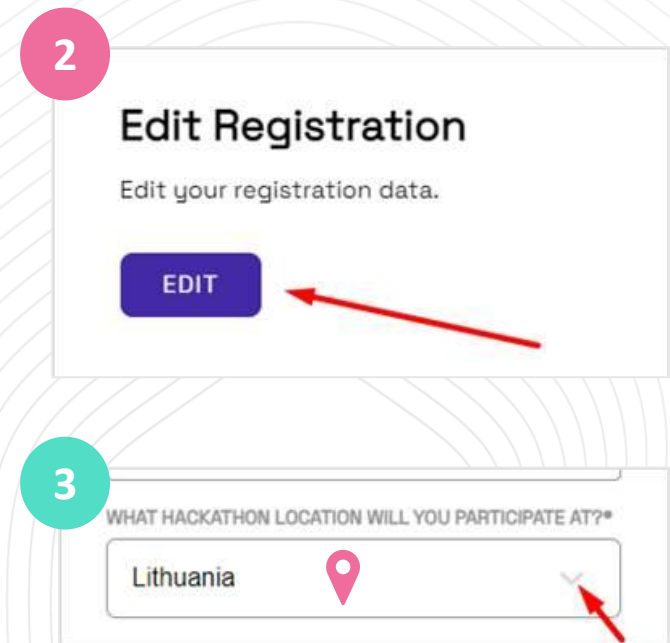 2
Edit Registration
Edit your registration data.
EDIT
3
WHAT HACKATHON LOCATION WILL YOU PARTICIPATE AT?*
Lithuania